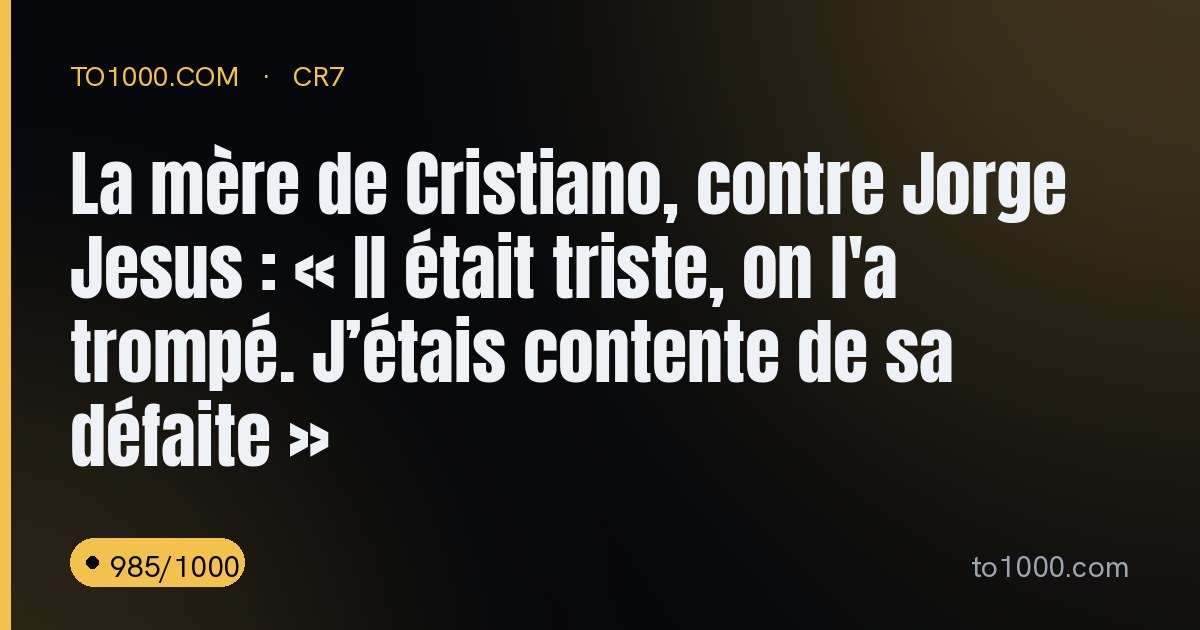 TO1000.COM · CR7
La mère de Cristiano, contre Jorge
Jesus : « Il était triste, on l'a
trompé. J’étais contente de sa
défaite »
985/1000
to1000.com